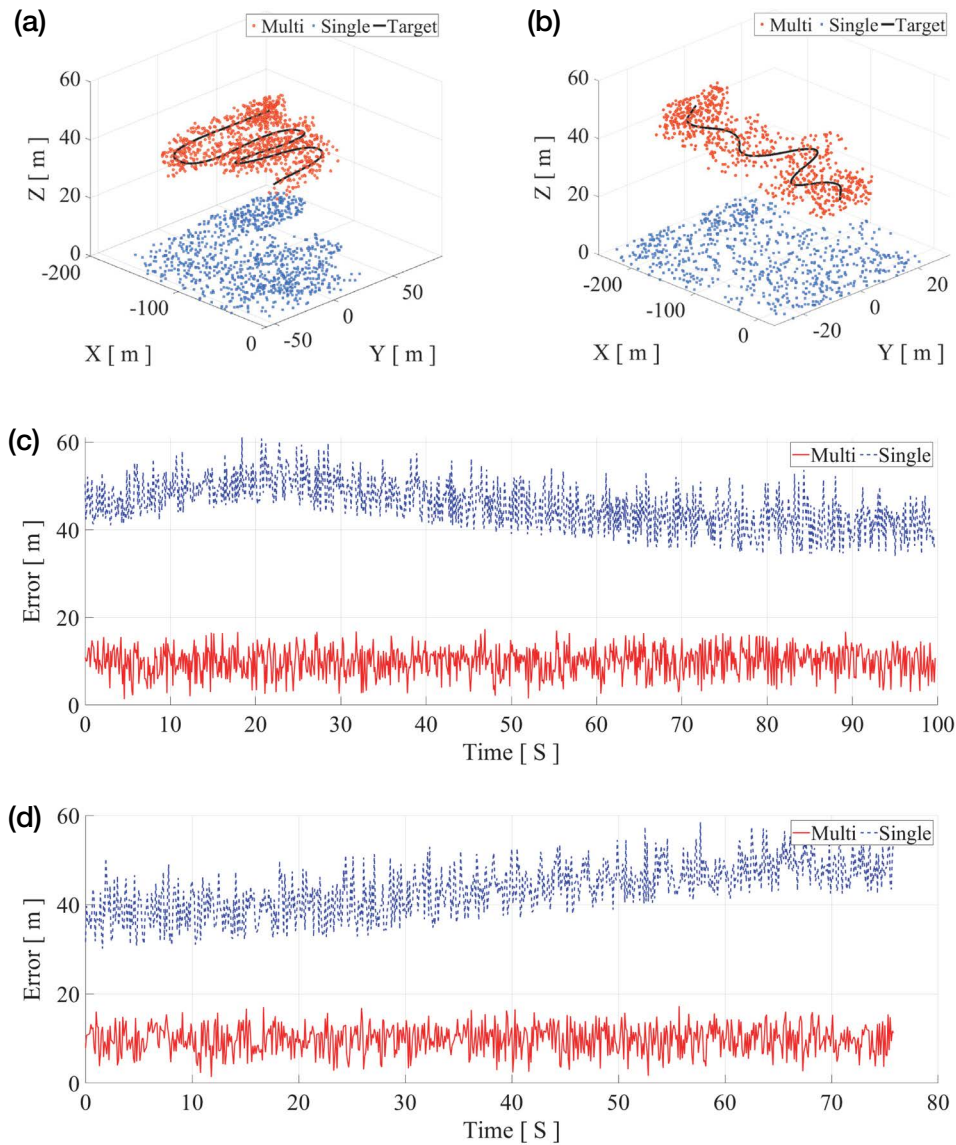 (a)
Multi Single Target
60
40
20
0
Z [ m ]
-200
-100
0
X [ m ]
-50
0
50
Y [ m ]
(b)
Multi Single Target
60
40
20
0
Z [ m ]
-200
-100
0
X [ m ]
-20
0
20
Y [ m ]
(c)
Multi Single
60
40
20
0
Error [ m ]
0 10 20 30 40 50 60 70 80 90 100
Time [ S ]
(d)
Multi Single
60
40
20
0
Error [ m ]
0 10 20 30 40 50 60 70 80
Time [ S ]